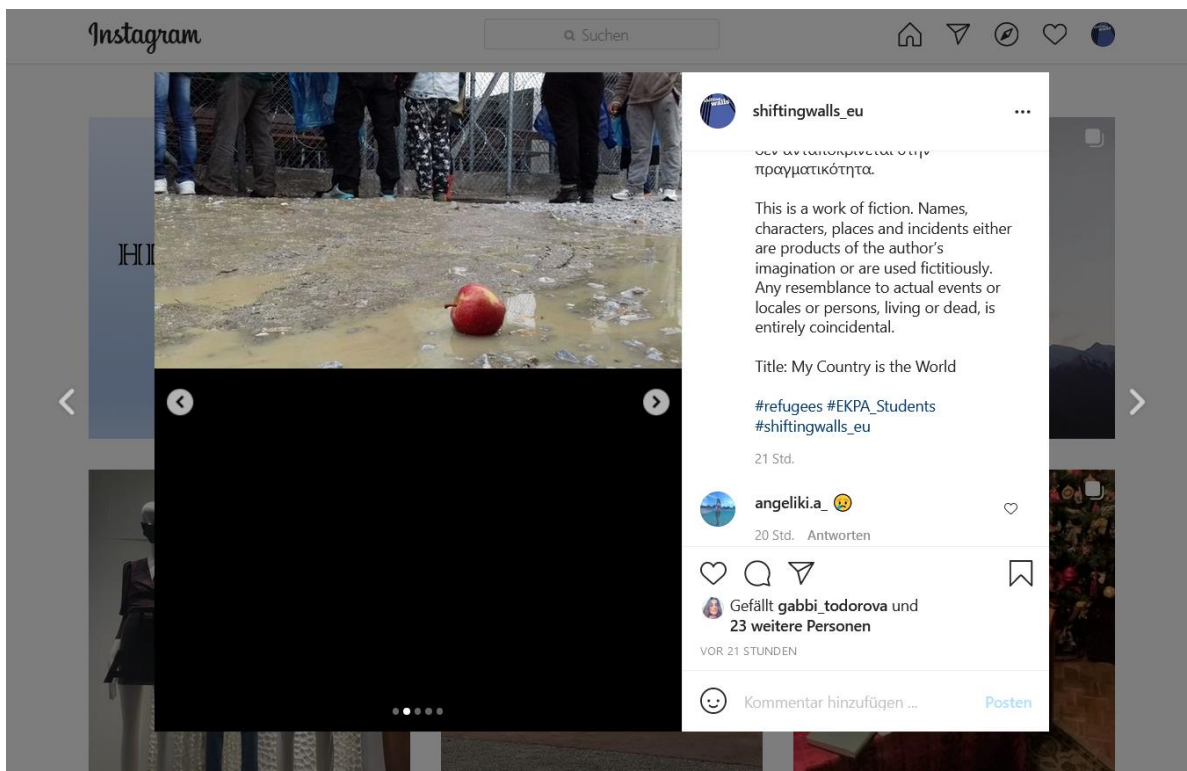 Instagram
Suchen
shiftingwalls_eu
δεν ανταποκρίνεται στην
πραγματικότητα.
This is a work of fiction. Names,
characters, places and incidents either
are products of the author's
imagination or are used fictitiously.
Any resemblance to actual events or
locales or persons, living or dead, is
entirely coincidental.
Title: My Country is the World
#refugees #EKPA_Students
#shiftingwalls_eu
21 Std.
angeliki.a_ 😢
20 Std. Antworten
Gefällt gabbi_todorova und
23 weitere Personen
VOR 21 STUNDEN
Kommentar hinzufügen ...
Posten